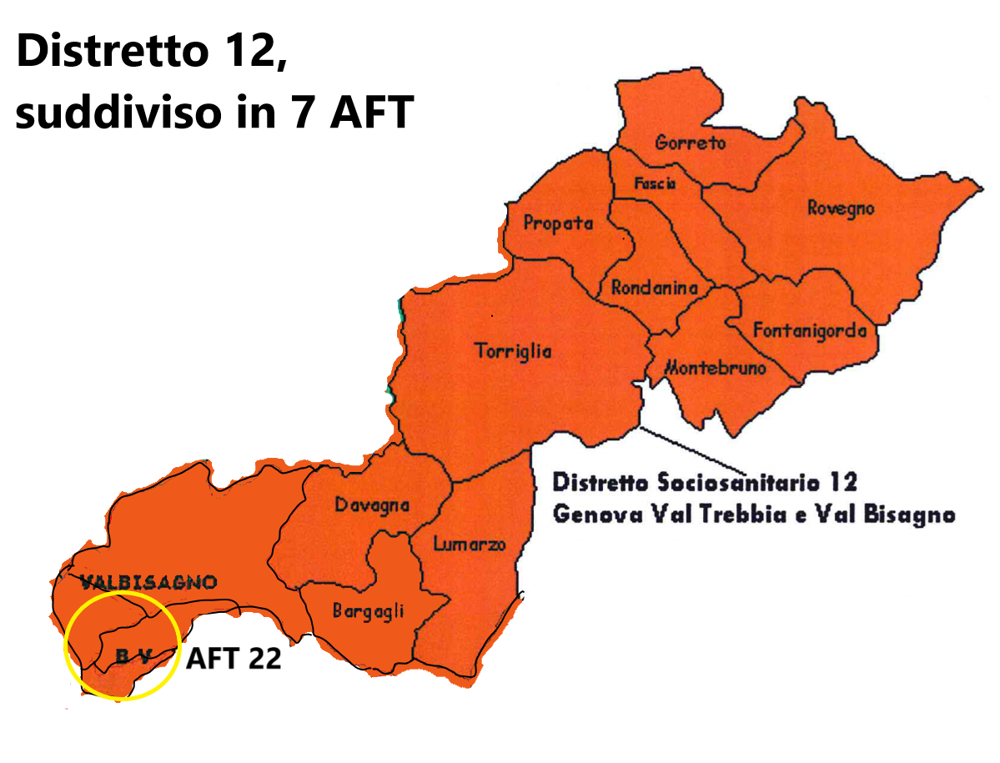 Distretto 12,
suddiviso in 7 AFT
Gorreto
Fascia
Rovegno
Propata
Rondanina
Fontanigorda
Torriglia
Montebruno
Distretto Sociosanitario 12
Genova Val Trebbia e Val Bisagno
Davagna
Lumarzo
VALBISAGNO
Bargagli
B V
AFT 22